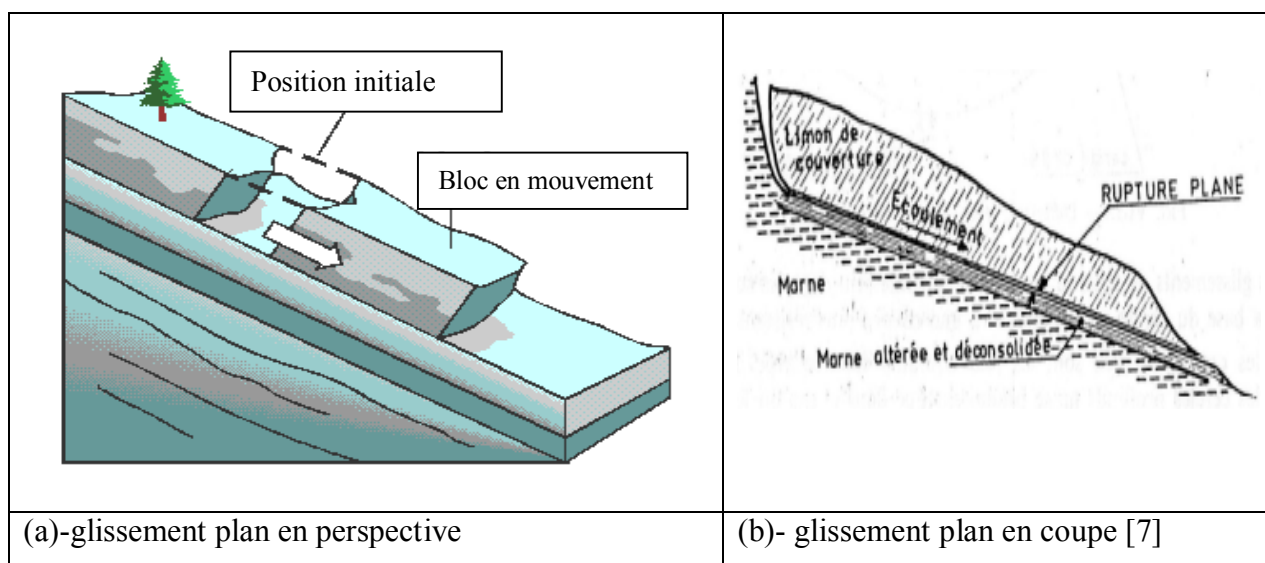 Position initiale
Bloc en mouvement
Limon de
couverture
Ecoulement
RUPTURE PLANE
Marne
Marne altérée et déconsolidée
(a)-glissement plan en perspective
(b)- glissement plan en coupe [7]